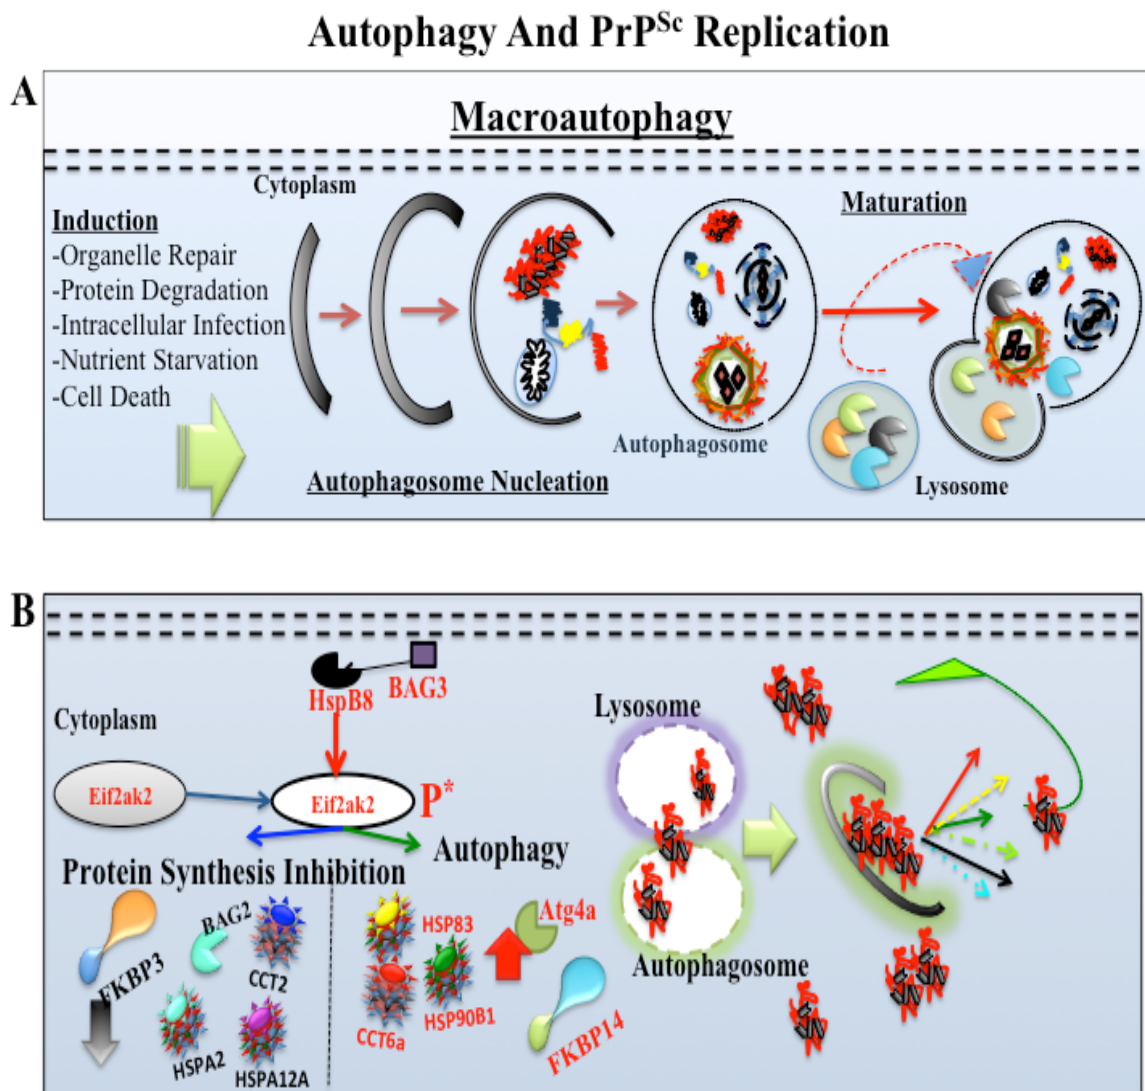 Autophagy And PrPSc Replication
A
Macroautophagy
Cytoplasm
Induction
-Organelle Repair
-Protein Degradation
-Intracellular Infection
-Nutrient Starvation
-Cell Death
Maturation
Autophagosome
Autophagosome Nucleation
Lysosome
B
HspB8
BAG3
Cytoplasm
Eif2ak2
Eif2ak2
P*
Autophagy
Protein Synthesis Inhibition
FKBP3
BAG2
CCT2
HSPA2
HSPA12A
HSP83
CCT6a
HSP90B1
Atg4a
FKBP14
Lysosome
Autophagosome